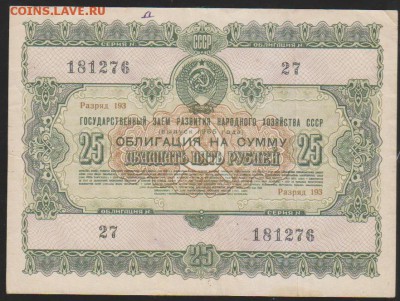 COINS.LAVE.RU
СЕРИЯ И СССР ОБЛИГАЦИЯ И
181276 27
Разряд 193
ГОСУДАРСТВЕННЫЙ ЗАЕМ РАЗВИТИЯ НАРОДНОГО ХОЗЯЙСТВА СССР
(выпуск 1955 года)
ОБЛИГАЦИЯ НА СУММУ
25 ДВАДЦАТЬ ПЯТЬ РУБЛЕЙ 25
Разряд 193
ОБЛИГАЦИЯ И СЕРИЯ И
27 181276
25